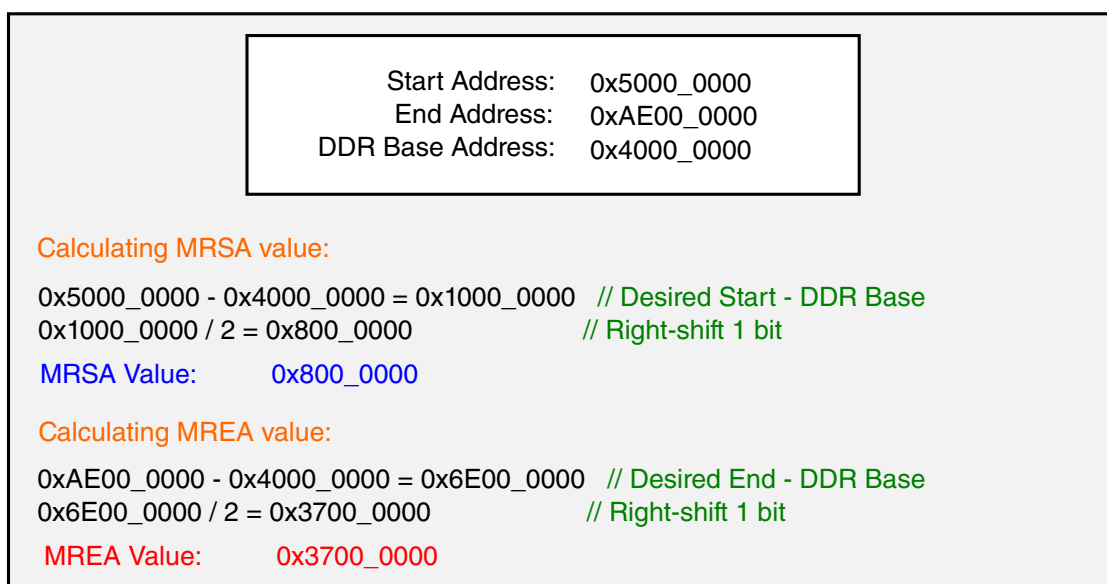 Start Address: 0x5000_0000
End Address: 0xAE00_0000
DDR Base Address: 0x4000_0000
Calculating MRSA value:
0x5000_0000 - 0x4000_0000 = 0x1000_0000 // Desired Start - DDR Base
0x1000_0000 / 2 = 0x800_0000 // Right-shift 1 bit
MRSA Value: 0x800_0000
Calculating MREA value:
0xAE00_0000 - 0x4000_0000 = 0x6E00_0000 // Desired End - DDR Base
0x6E00_0000 / 2 = 0x3700_0000 // Right-shift 1 bit
MREA Value: 0x3700_0000